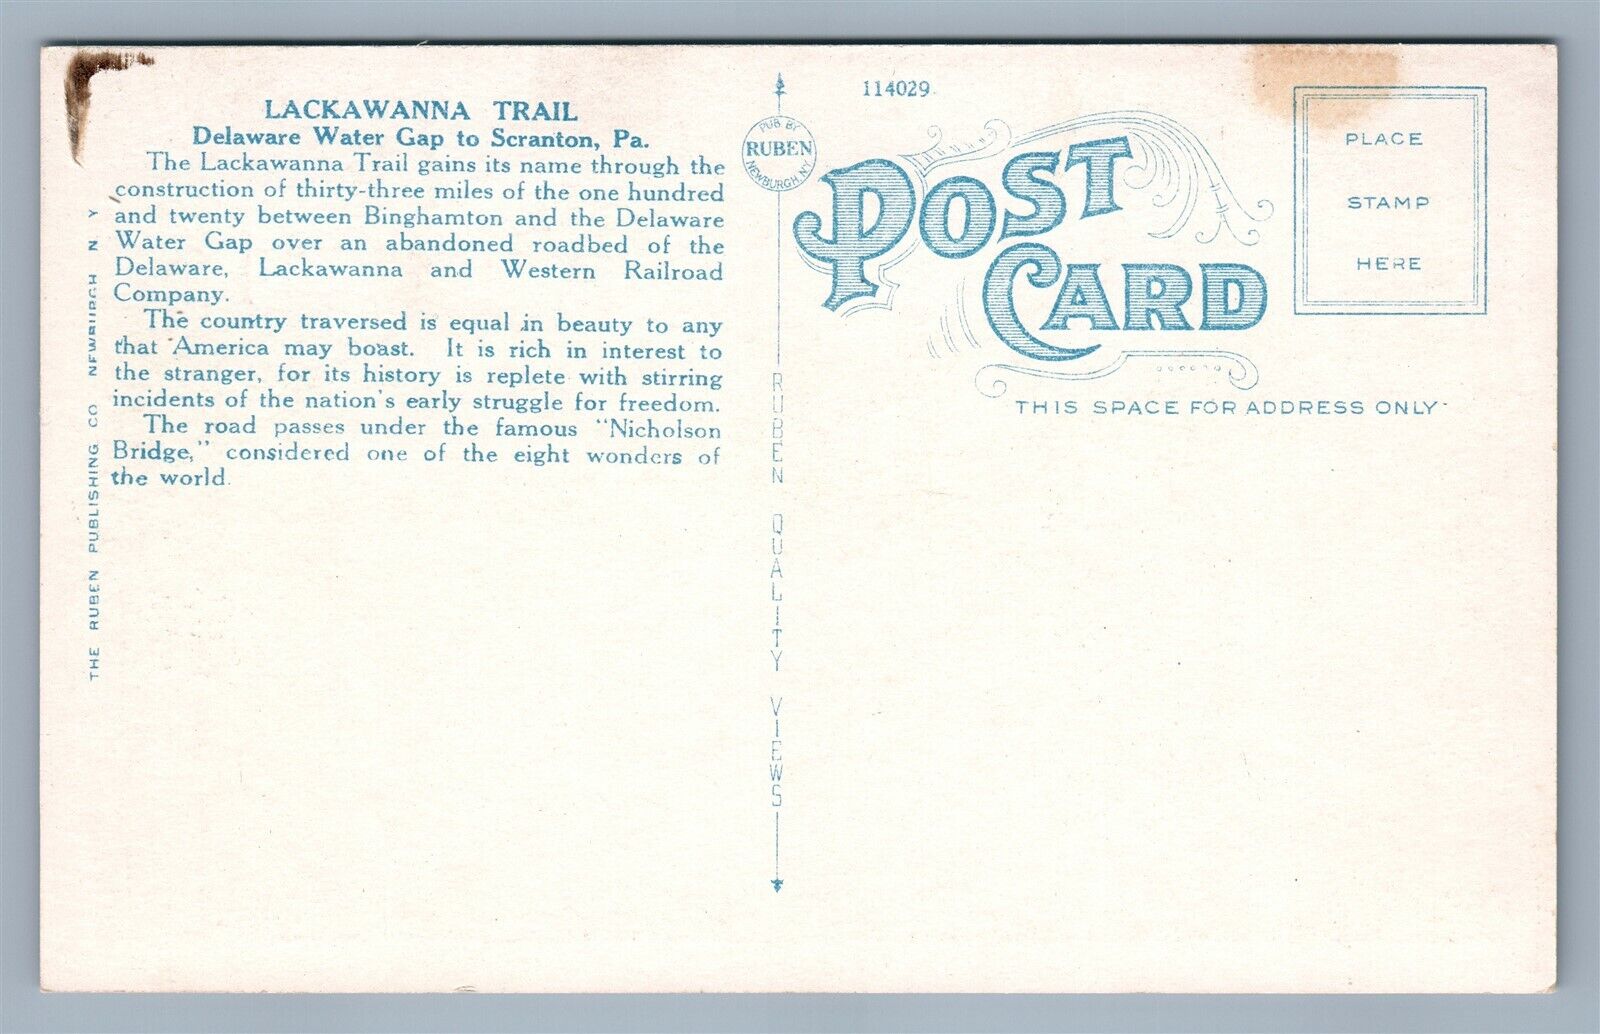 LACKAWANNA TRAIL
Delaware Water Gap to Scranton, Pa.
The Lackawanna Trail gains its name through the
construction of thirty-three miles of the one hundred
and twenty between Binghamton and the Delaware
Water Gap over an abandoned roadbed of the
Delaware, Lackawanna and Western Railroad
Company.
The country traversed is equal in beauty to any
that America may boast. It is rich in interest to
the stranger, for its history is replete with stirring
incidents of the nation's early struggle for freedom.
The road passes under the famous "Nicholson
Bridge," considered one of the eight wonders of
the world.
THE RUBEN PUBLISHING CO NEWBURGH N Y
PUB. BY
RUBEN
NEWBURGH, N.Y.
RUBEN QUALITY VIEWS
114029
POST
CARD
THIS SPACE FOR ADDRESS ONLY
PLACE
STAMP
HERE